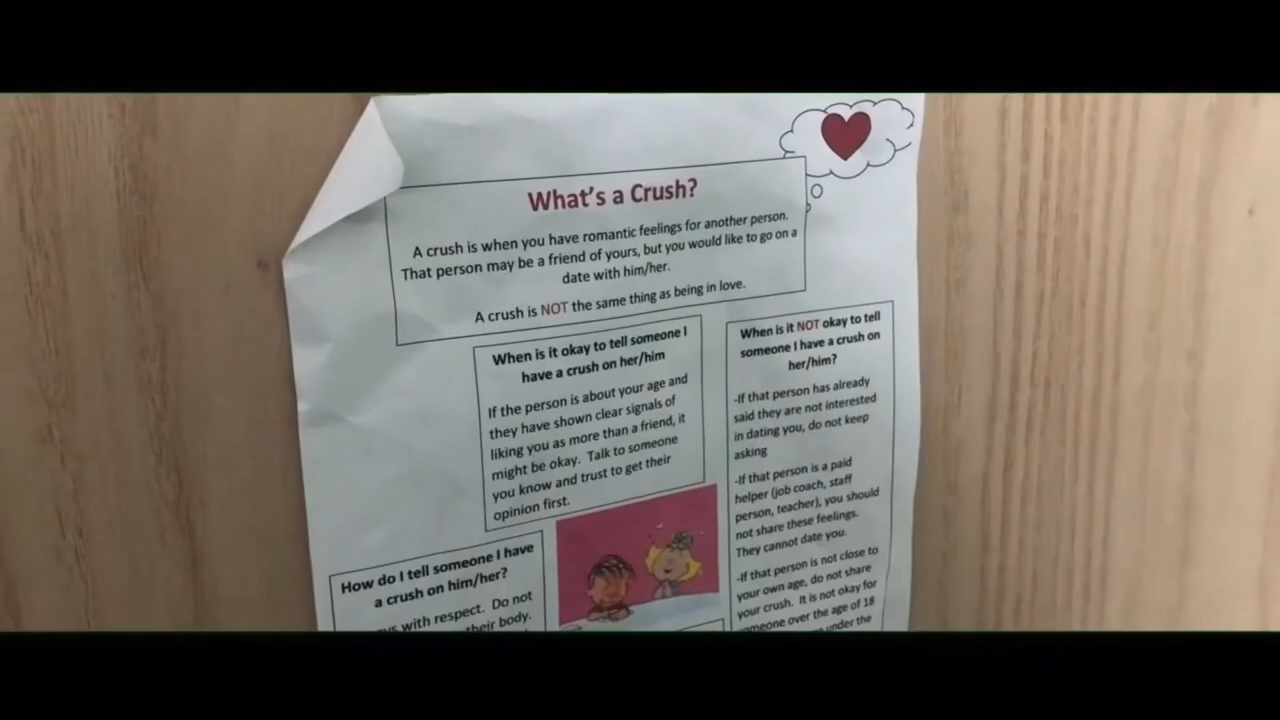 What's a Crush?
A crush is when you have romantic feelings for another person.
That person may be a friend of yours, but you would like to go on a
date with him/her.
A crush is NOT the same thing as being in love.
When is it okay to tell someone I
have a crush on her/him
If the person is about your age and
they have shown clear signals of
liking you as more than a friend, it
might be okay. Talk to someone
you know and trust to get their
opinion first.
When is it NOT okay to tell
someone I have a crush on
her/him?
-If that person has already
said they are not interested
in dating you, do not keep
asking
-If that person is a paid
helper (job coach, staff
person, teacher), you should
not share these feelings.
They cannot date you.
-If that person is not close to
your own age, do not share
your crush. It is not okay for
someone over the age of 18
under the
How do I tell someone I have
a crush on him/her?
with respect. Do not
their body.